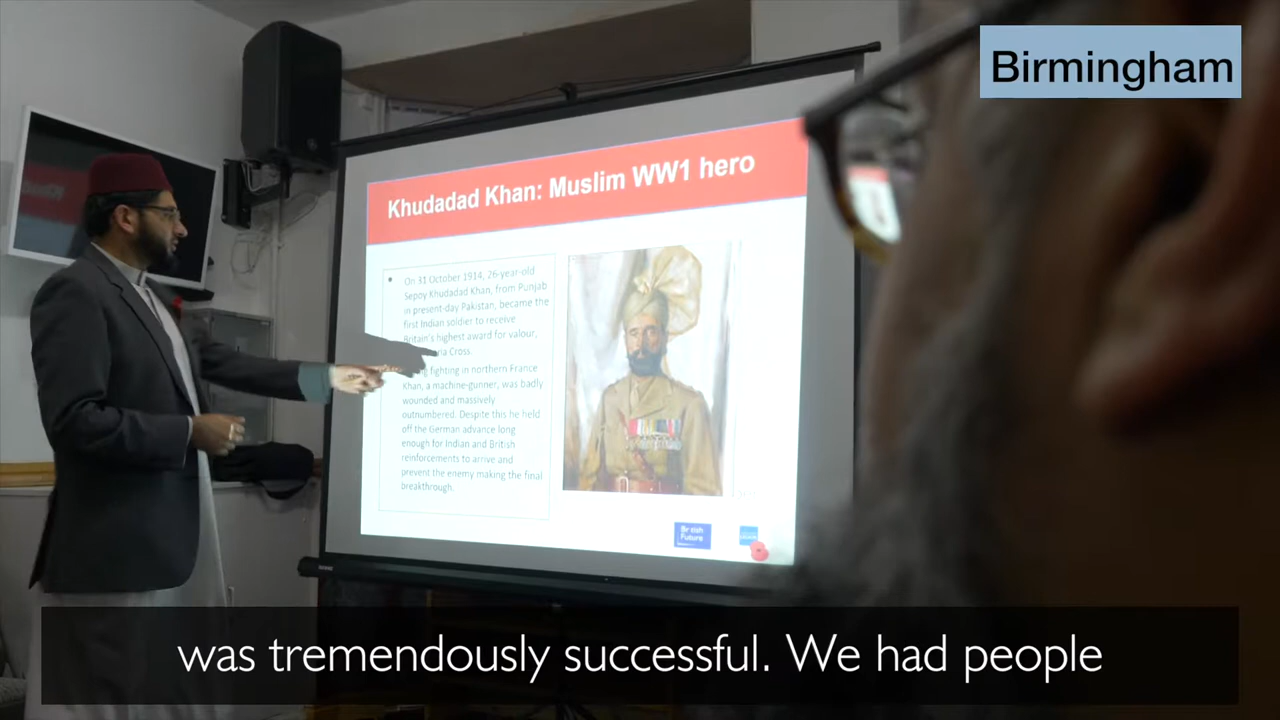 Birmingham
Khudadad Khan: Muslim WW1 hero
On 31 October 1914, 26-year-old
Sepoy Khudadad Khan, from Punjab
in present-day Pakistan, became the
first Indian soldier to receive
Britain's highest award for valour,
Cross.
fighting in northern France
Khan, a machine-gunner, was badly
wounded and massively
outnumbered. Despite this he held
off the German advance long
enough for Indian and British
reinforcements to arrive and
prevent the enemy making the final
breakthrough.
British
Future
was tremendously successful. We had people